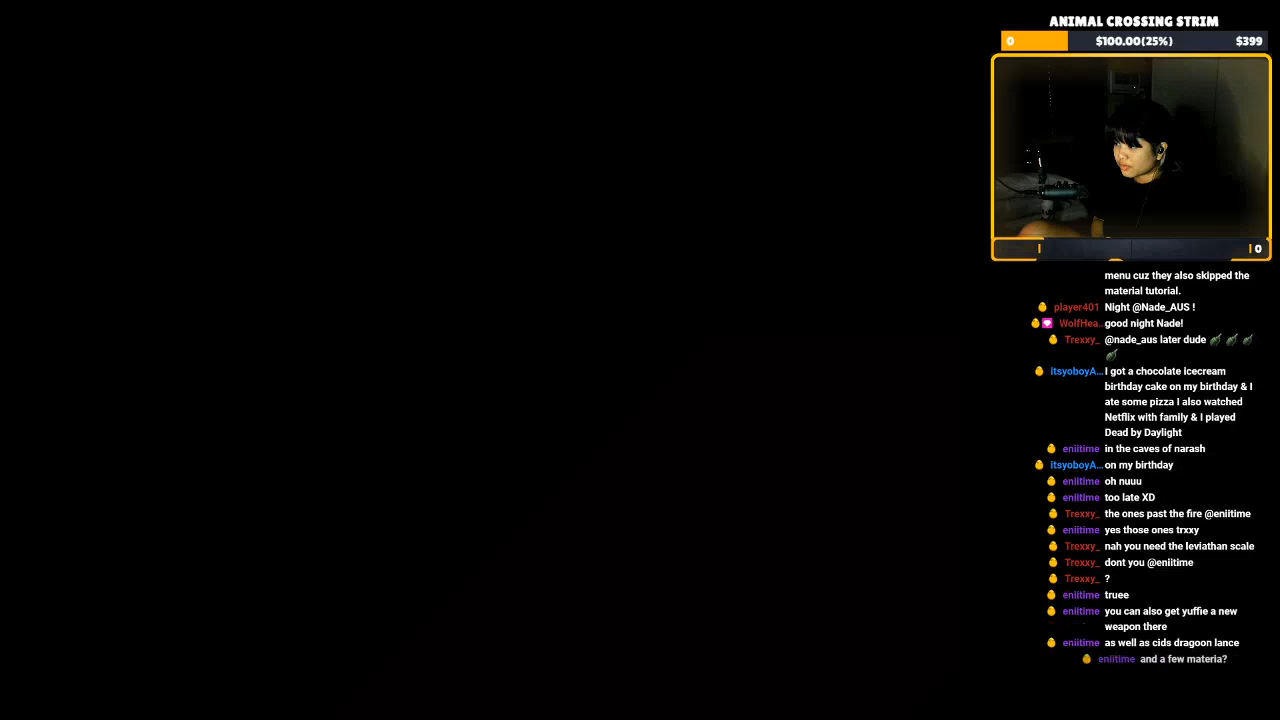 ANIMAL CROSSING STRIM
0 $100.00(25%) $399
0
menu cuz they also skipped the
material tutorial.
player401 Night @Nade_AUS !
WolfHea… good night Nade!
Trexxy_ @nade_aus later dude
itsyoboyA… I got a chocolate icecream
birthday cake on my birthday & I
ate some pizza I also watched
Netflix with family & I played
Dead by Daylight
eniitime in the caves of narash
itsyoboyA… on my birthday
eniitime oh nuuu
eniitime too late XD
Trexxy_ the ones past the fire @eniitime
eniitime yes those ones trxxy
Trexxy_ nah you need the leviathan scale
Trexxy_ dont you @eniitime
Trexxy_ ?
eniitime truee
eniitime you can also get yuffie a new
weapon there
eniitime as well as cids dragoon lance
eniitime and a few materia?